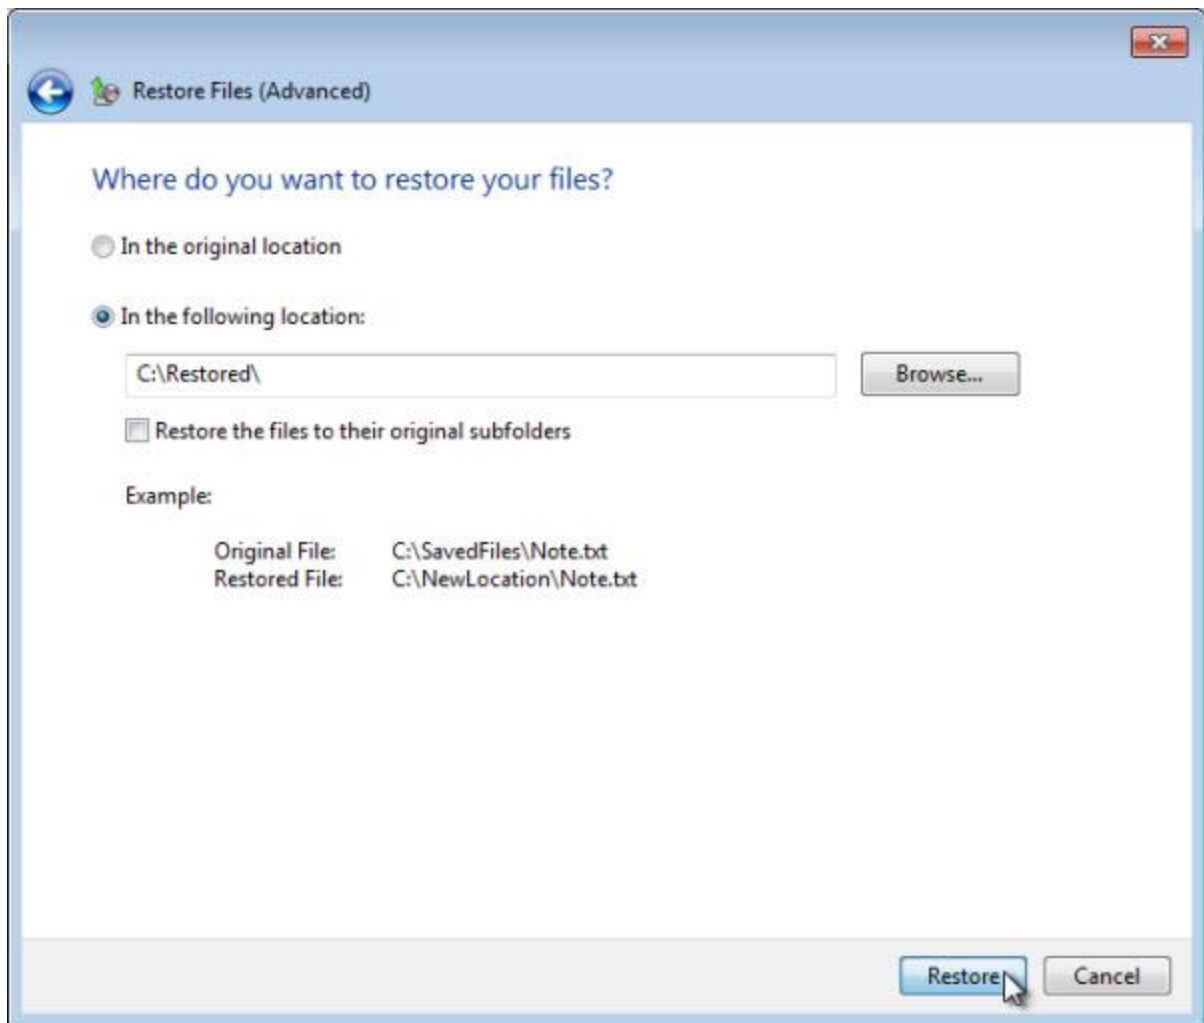 Restore Files (Advanced)
Where do you want to restore your files?
In the original location
In the following location:
C:\Restored\
Browse...
Restore the files to their original subfolders
Example:
Original File: C:\SavedFiles\Note.txt
Restored File: C:\NewLocation\Note.txt
Restore Cancel